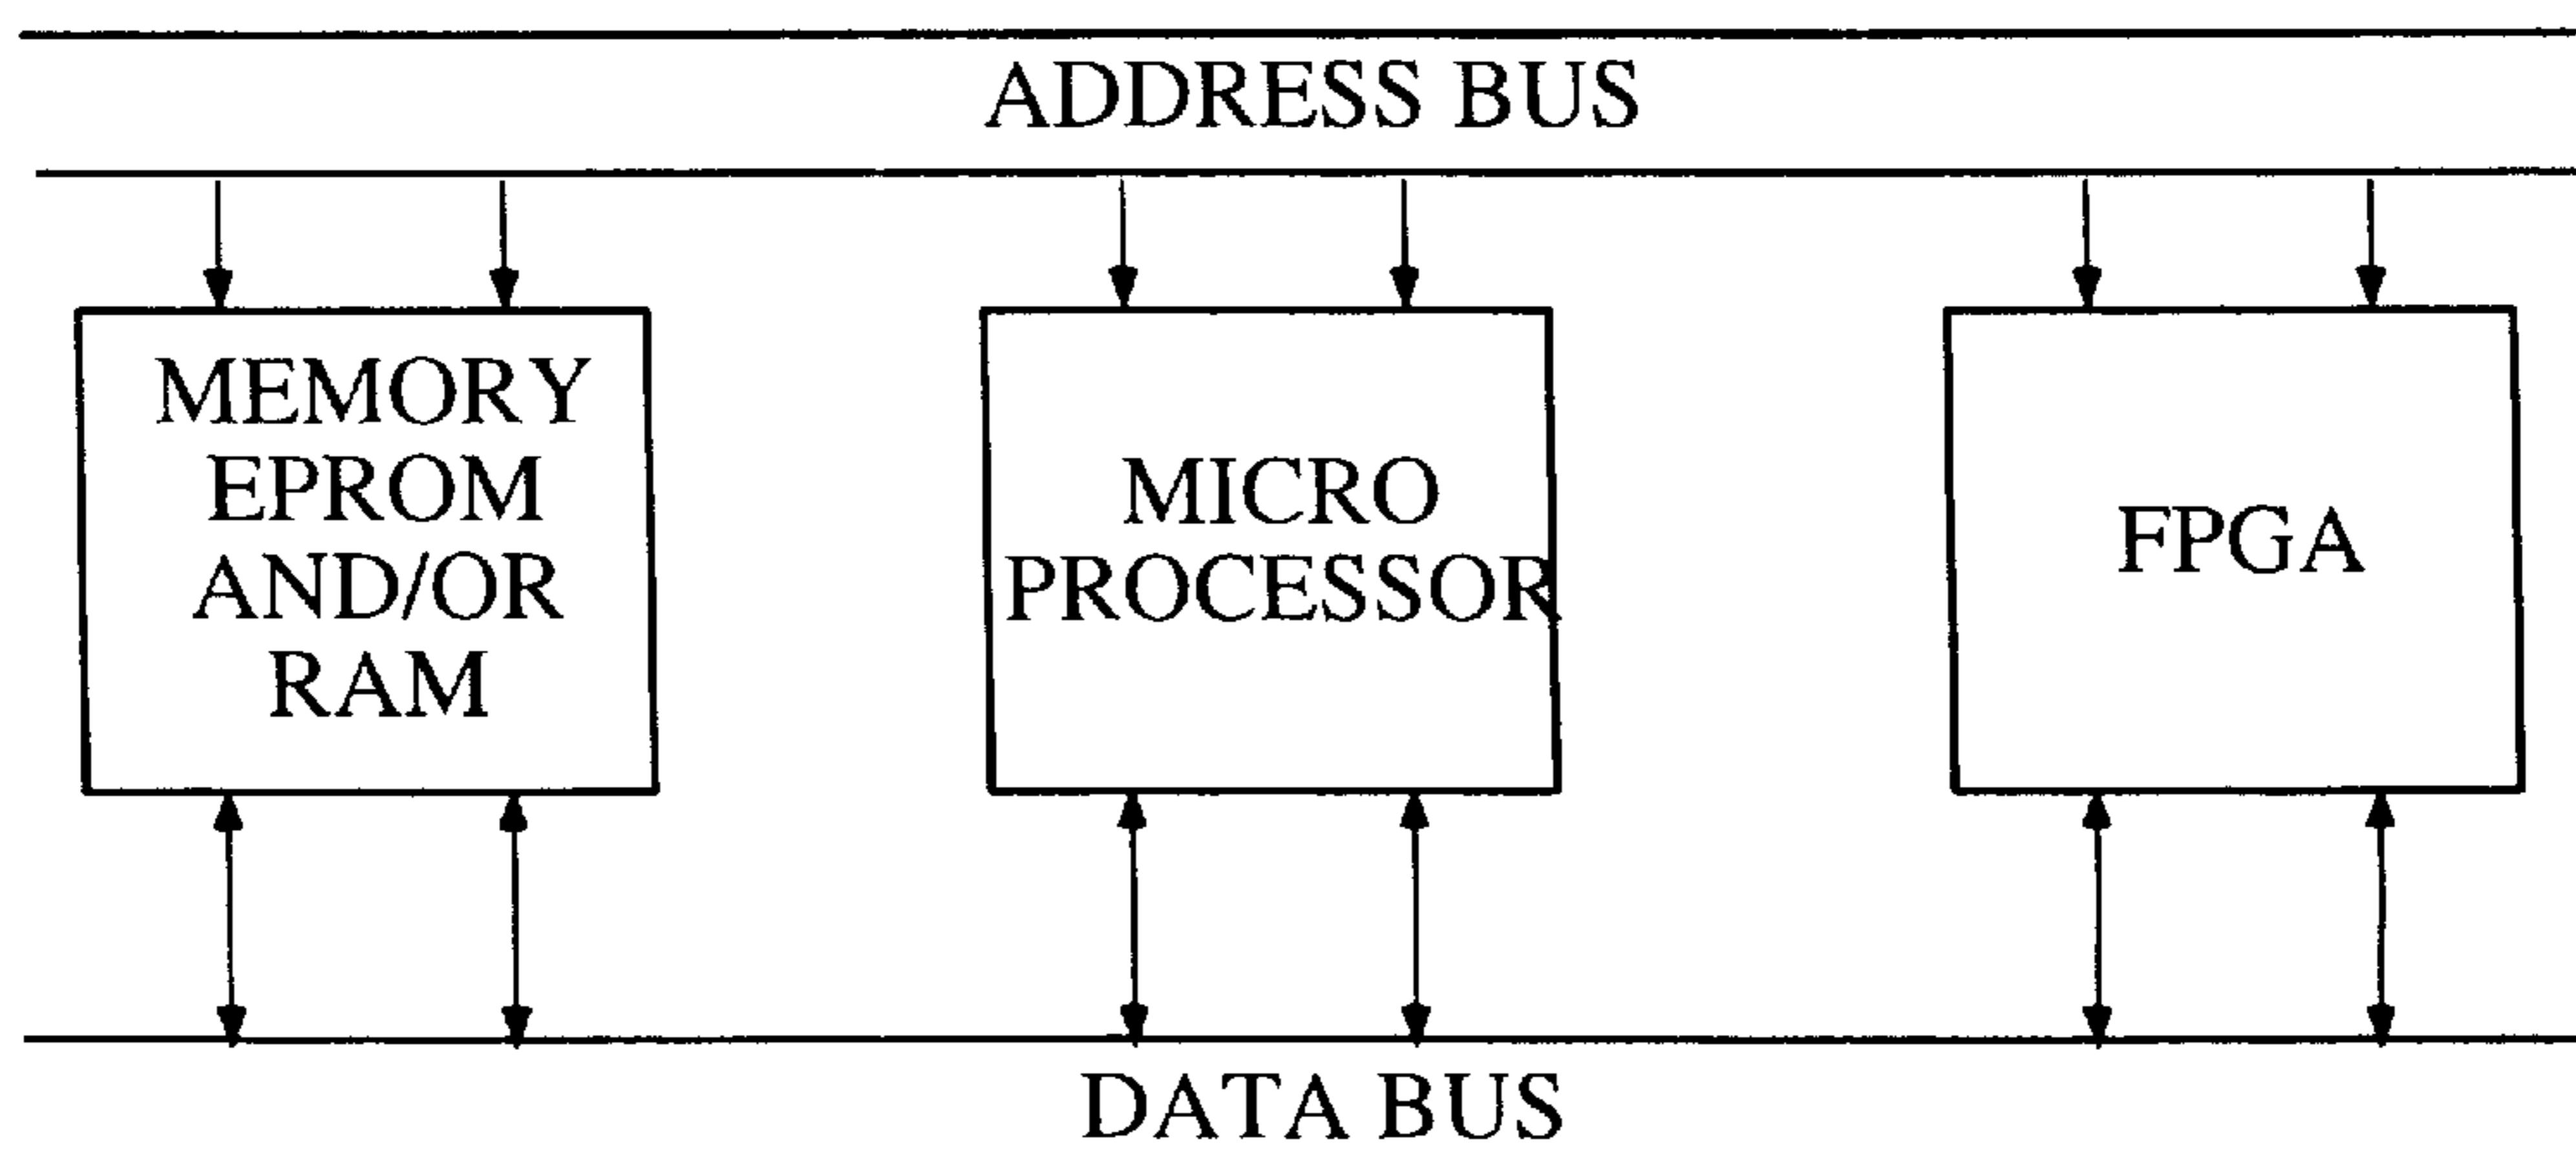 ADDRESS BUS
MEMORY
EPROM
AND/OR
RAM
MICRO
PROCESSOR
FPGA
DATA BUS